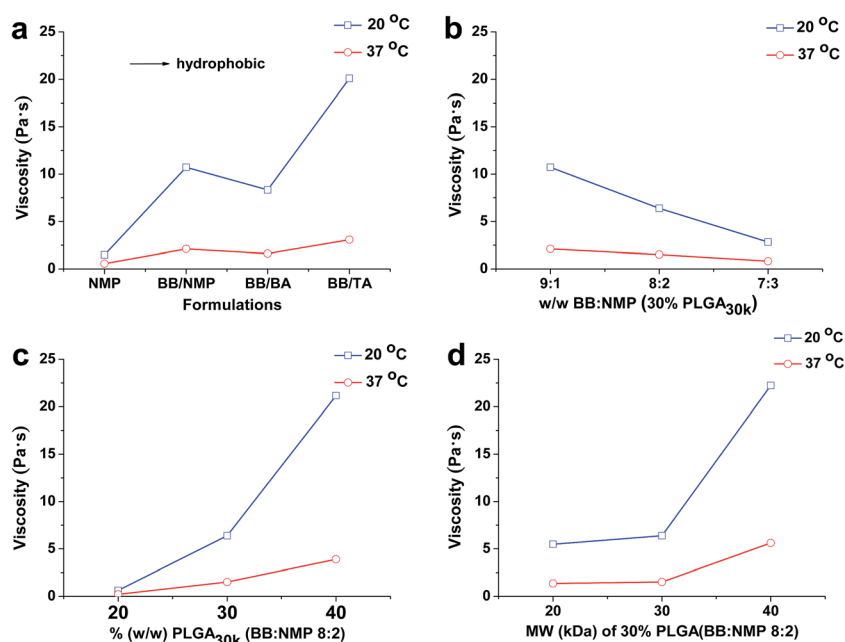 a
20 °C
37 °C
hydrophobic
Viscosity (Pa·s)
25
20
15
10
5
0
NMP BB/NMP BB/BA BB/TA
Formulations
b
20 °C
37 °C
Viscosity (Pa·s)
25
20
15
10
5
0
9:1 8:2 7:3
w/w BB:NMP (30% PLGA30k)
c
20 °C
37 °C
Viscosity (Pa·s)
25
20
15
10
5
0
20 30 40
% (w/w) PLGA30k (BB:NMP 8:2)
d
20 °C
37 °C
Viscosity (Pa·s)
25
20
15
10
5
0
20 30 40
MW (kDa) of 30% PLGA(BB:NMP 8:2)